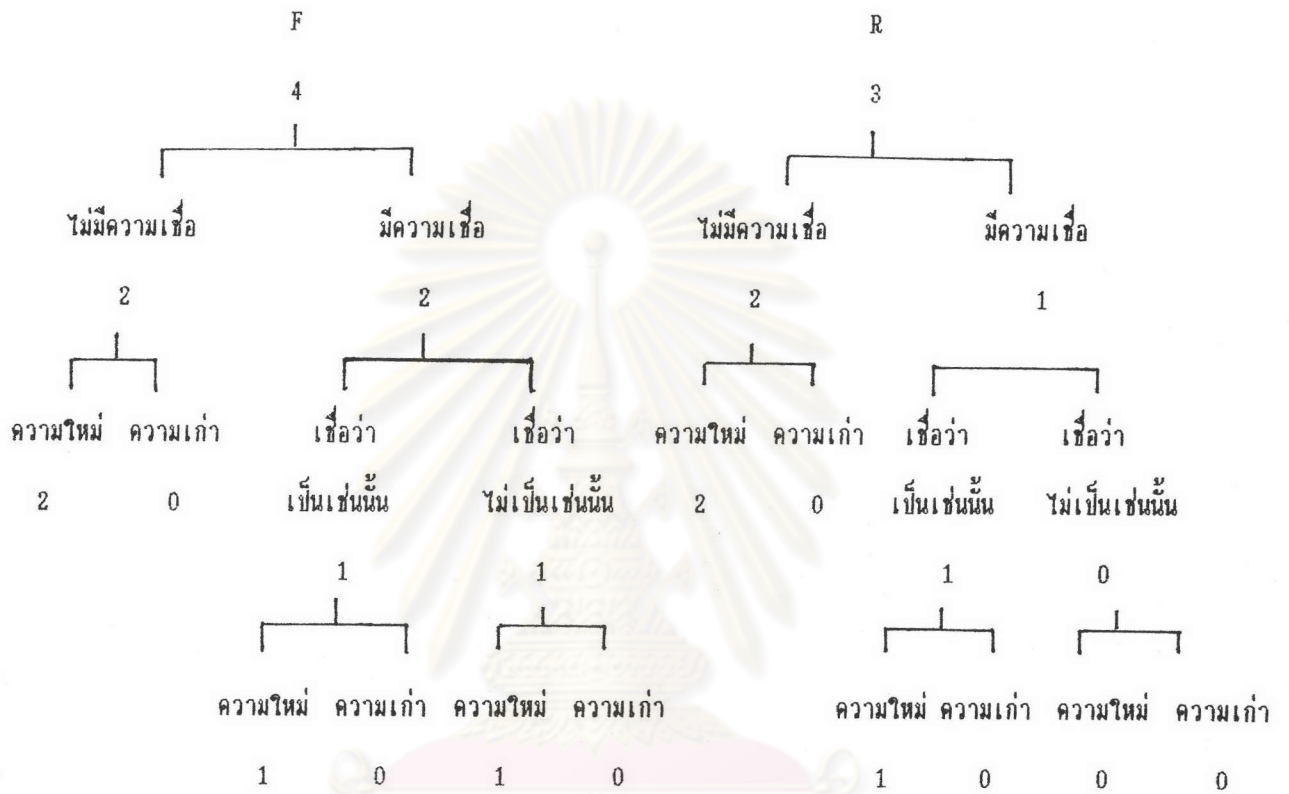 F R
4 3
ไม่มีความเชื่อ มีความเชื่อ ไม่มีความเชื่อ มีความเชื่อ
2 2 2 1
ความใหม่ ความเก่า เชื่อว่า เชื่อว่า ความใหม่ ความเก่า เชื่อว่า เชื่อว่า
2 0 เป็นเช่นนั้น ไม่เป็นเช่นนั้น 2 0 เป็นเช่นนั้น ไม่เป็นเช่นนั้น
1 1 1 0
ความใหม่ ความเก่า ความใหม่ ความเก่า ความใหม่ ความเก่า ความใหม่ ความเก่า
1 0 1 0 1 0 0 0